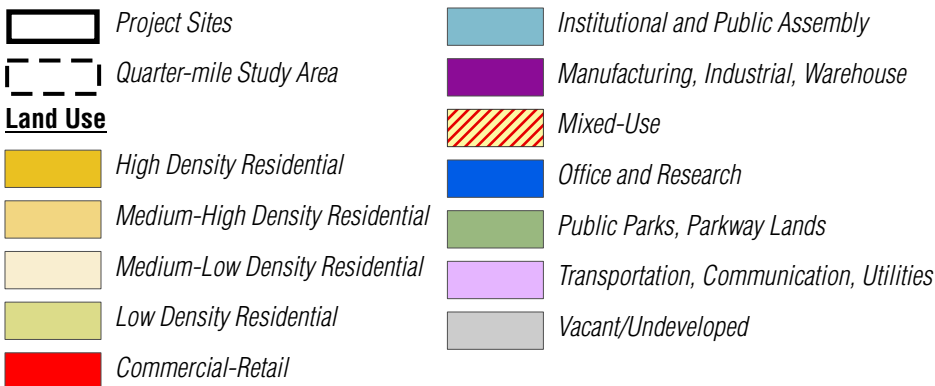 Project Sites
Quarter-mile Study Area
Land Use
High Density Residential
Medium-High Density Residential
Medium-Low Density Residential
Low Density Residential
Commercial-Retail
Institutional and Public Assembly
Manufacturing, Industrial, Warehouse
Mixed-Use
Office and Research
Public Parks, Parkway Lands
Transportation, Communication, Utilities
Vacant/Undeveloped